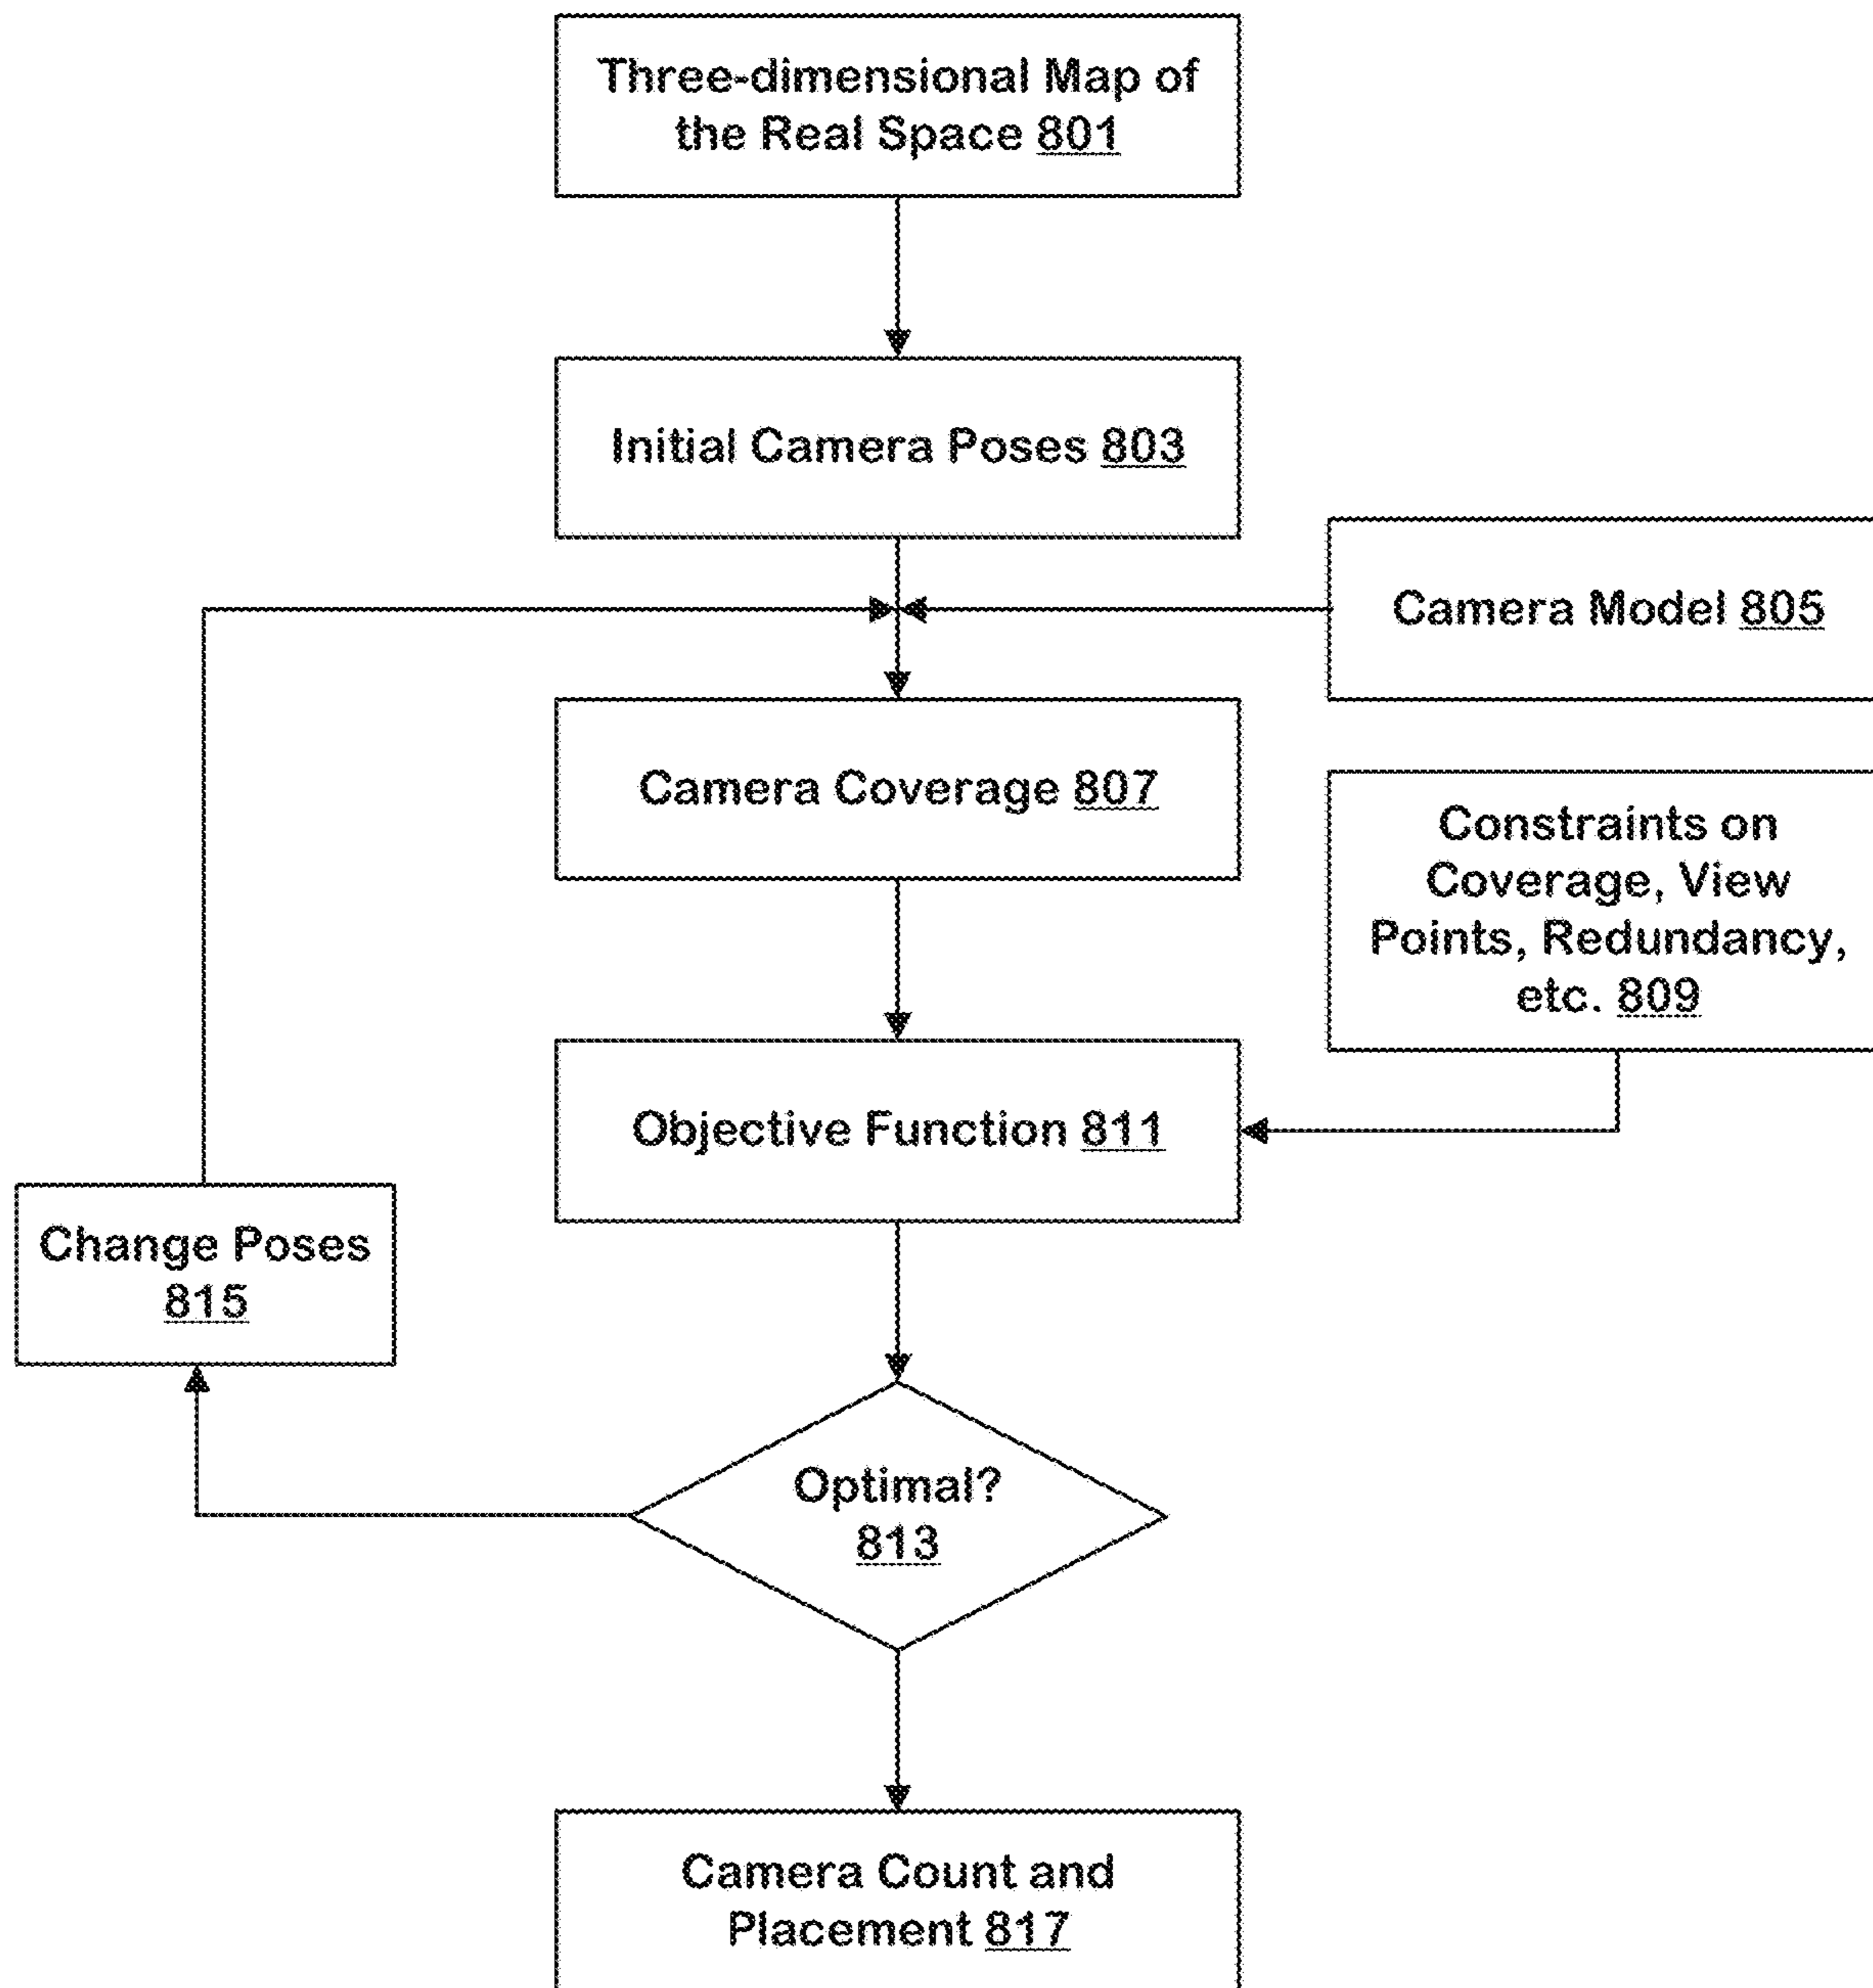 Three-dimensional Map of
the Real Space 801
Initial Camera Poses 803
Camera Model 805
Camera Coverage 807
Constraints on
Coverage, View
Points, Redundancy,
etc. 809
Objective Function 811
Change Poses
815
Optimal?
813
Camera Count and
Placement 817